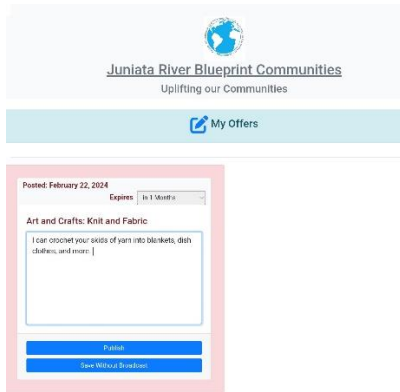 Juniata River Blueprint Communities
Uplifting our Communities
My Offers
Posted: February 22, 2024
Expires In 1 Months
Art and Crafts: Knit and Fabric
I can crochet your skids of yarn into blankets, dish
clothes, and more.
Publish
Save Without Broadcast